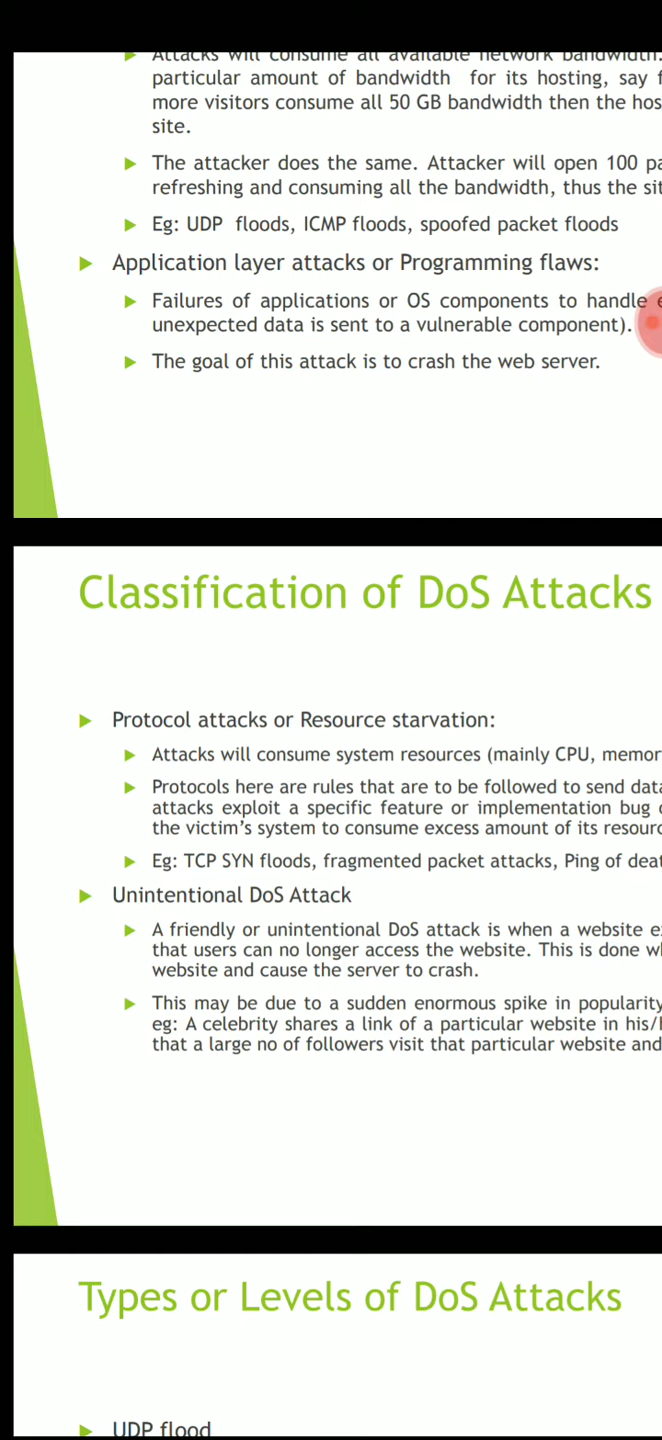 Attacks will consume all available network bandwidth.
particular amount of bandwidth for its hosting, say
more visitors consume all 50 GB bandwidth then the
site.
The attacker does the same. Attacker will open 100
refreshing and consuming all the bandwidth, thus the
Eg: UDP floods, ICMP floods, spoofed packet floods
Application layer attacks or Programming flaws:
Failures of applications or OS components to handle
unexpected data is sent to a vulnerable component).
The goal of this attack is to crash the web server.
Classification of DoS Attacks
Protocol attacks or Resource starvation:
Attacks will consume system resources (mainly CPU,
Protocols here are rules that are to be followed to send data
attacks exploit a specific feature or implementation bug
the victim's system to consume excess amount of its
Eg: TCP SYN floods, fragmented packet attacks, Ping of
Unintentional DoS Attack
A friendly or unintentional DoS attack is when a website
that users can no longer access the website. This is done
website and cause the server to crash.
This may be due to a sudden enormous spike in popularity
eg: A celebrity shares a link of a particular website in
that a large no of followers visit that particular website and
Types or Levels of DoS Attacks
UDP flood